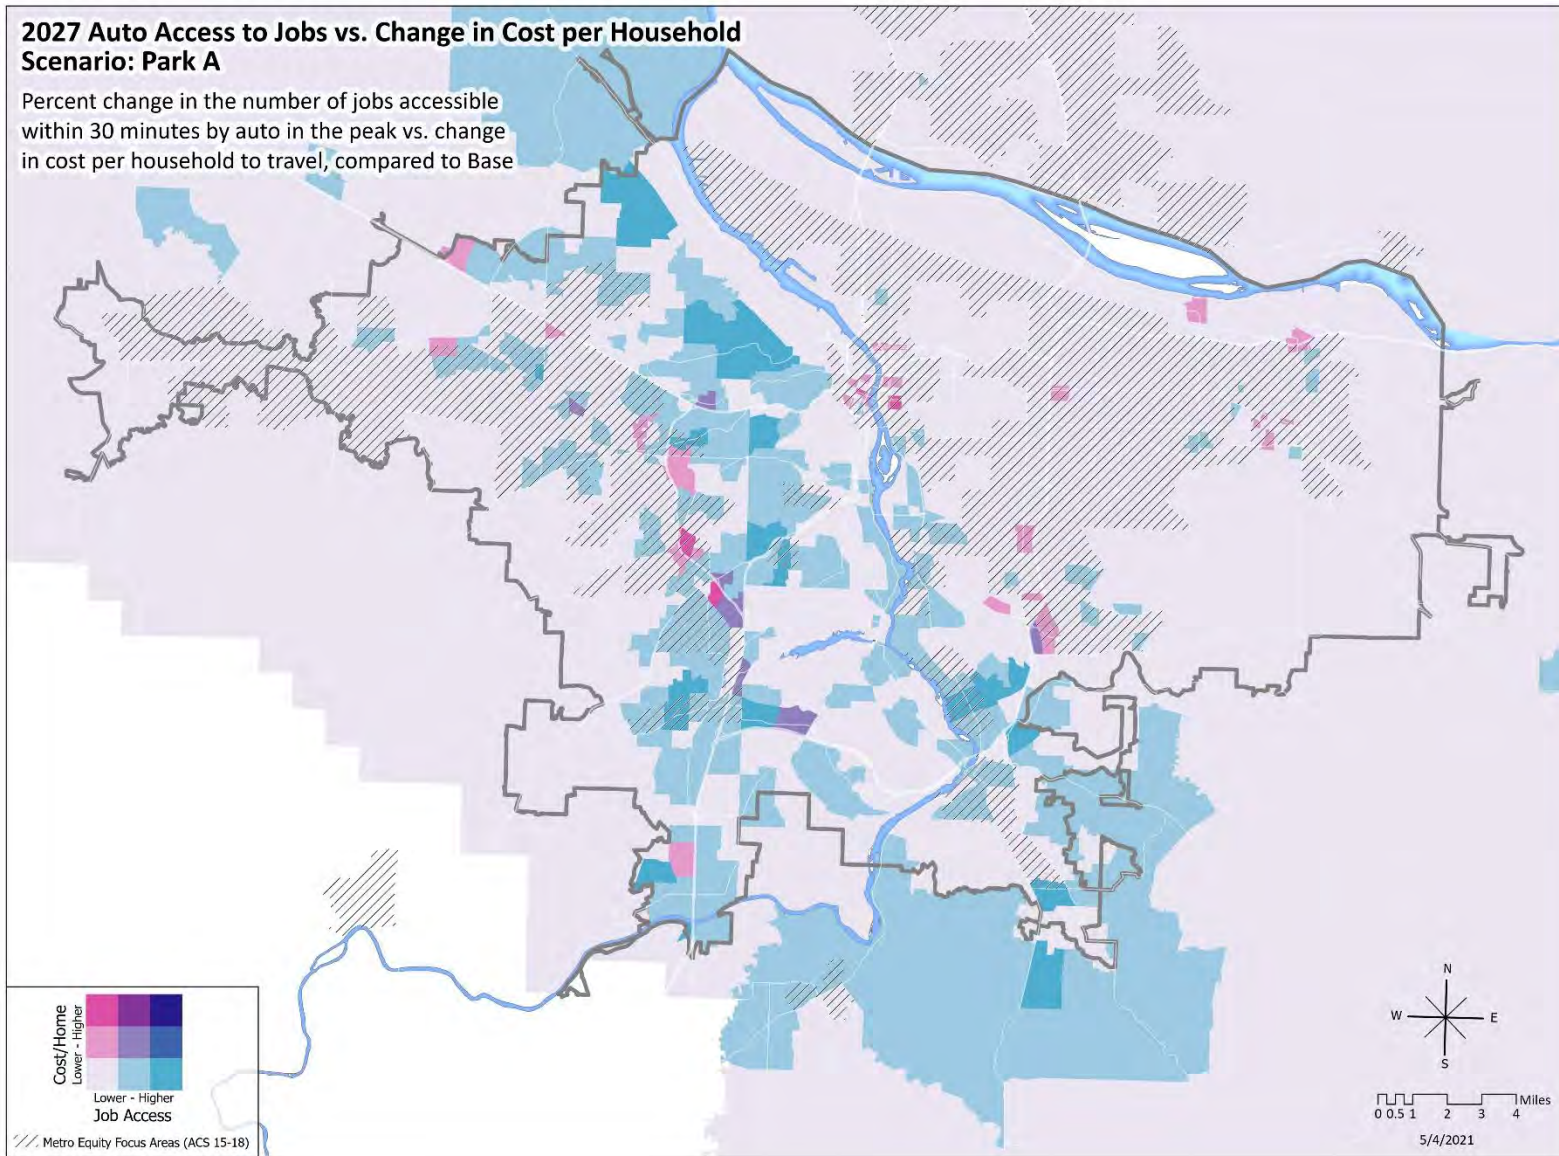 2027 Auto Access to Jobs vs. Change in Cost per Household
Scenario: Park A
Percent change in the number of jobs accessible
within 30 minutes by auto in the peak vs. change
in cost per household to travel, compared to Base
Cost/Home
Lower - Higher
Lower - Higher
Job Access
Metro Equity Focus Areas (ACS 15-18)
N
W E
S
Miles
0 0.5 1 2 3 4
5/4/2021